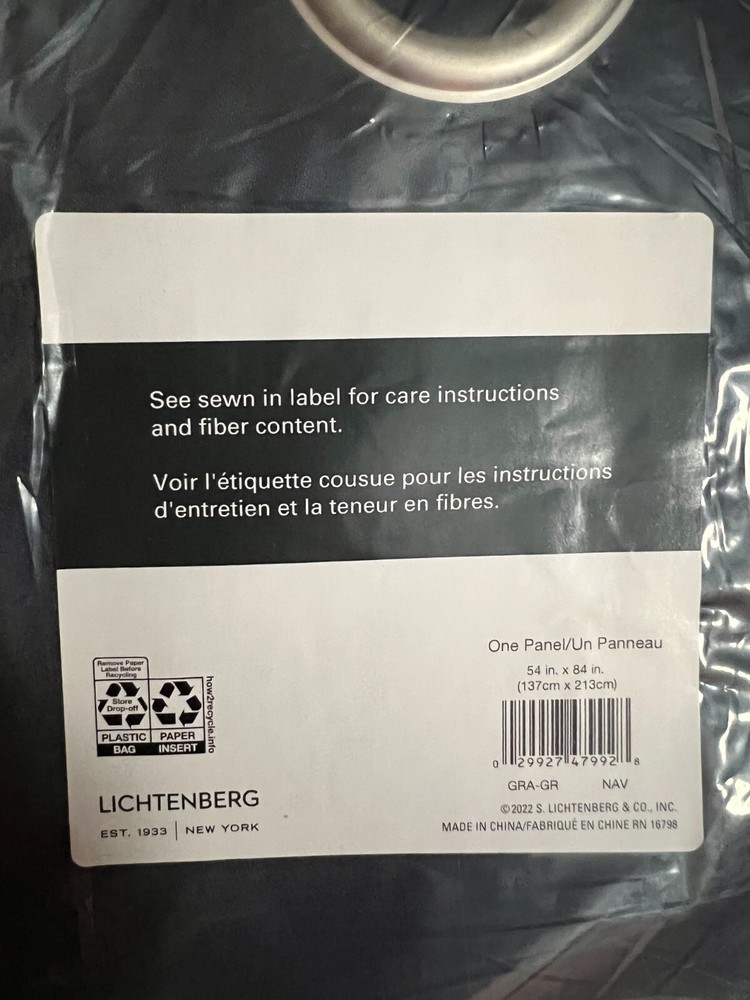 See sewn in label for care instructions
and fiber content.
Voir l'étiquette cousue pour les instructions
d'entretien et la teneur en fibres.
One Panel/Un Panneau
54 in. x 84 in.
(137cm x 213cm)
0 29927 47992 8
GRA-GR NAV
©2022 S. LICHTENBERG & CO., INC.
MADE IN CHINA/FABRIQUÉ EN CHINE RN 16798
Remove Paper
Label Before
Recycling
Store
Drop-off
PLASTIC
BAG
PAPER
INSERT
how2recycle.info
LICHTENBERG
EST. 1933 | NEW YORK